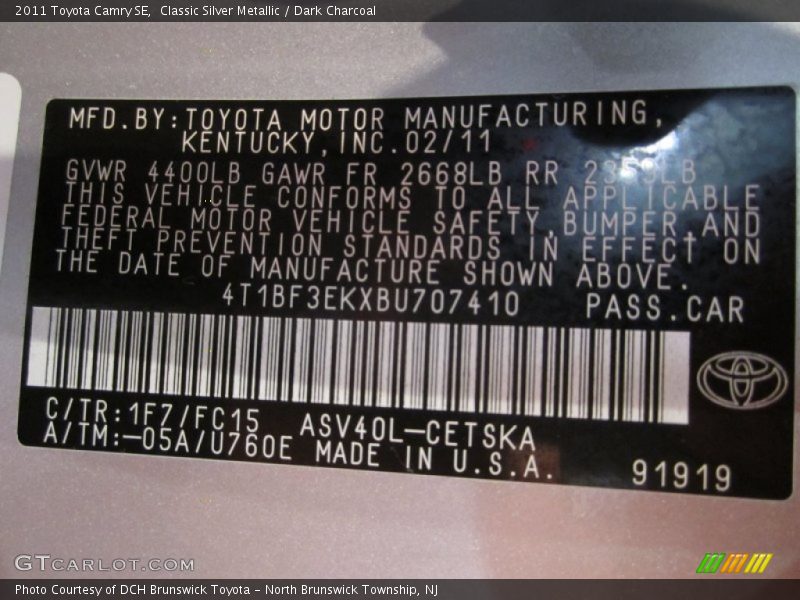 2011 Toyota Camry SE,  Classic Silver Metallic / Dark Charcoal
MFD.BY:TOYOTA MOTOR MANUFACTURING,
KENTUCKY,INC.02/11
GVWR 4400LB GAWR FR 2668LB RR
THIS VEHICLE CONFORMS TO ALL APPLICABLE
FEDERAL MOTOR VEHICLE SAFETY,BUMPER,AND
THEFT PREVENTION STANDARDS IN EFFECT ON
THE DATE OF MANUFACTURE SHOWN ABOVE.
4T1BF3EKXBU707410 PASS.CAR
C/TR:1F7/FC15 ASV40L-CETSKA
A/TM:-05A/U760E MADE IN U.S.A. 91919
GTCARLOT.COM
Photo Courtesy of DCH Brunswick Toyota - North Brunswick Township, NJ